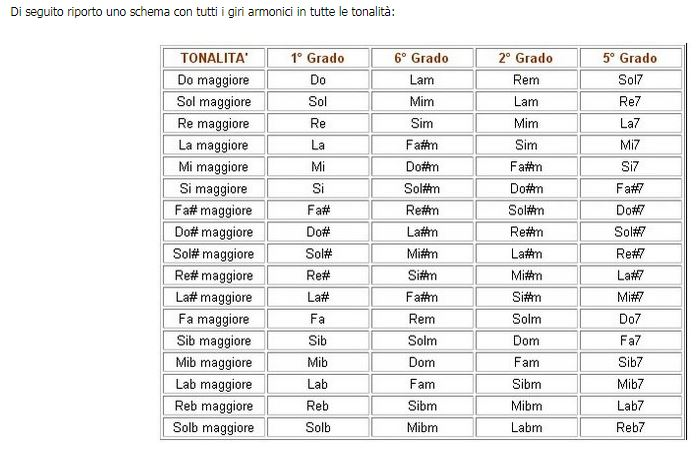 Di seguito riporto uno schema con tutti i giri armonici in tutte le tonalità:
TONALITA' 1° Grado 6° Grado 2° Grado 5° Grado
Do maggiore Do Lam Rem Sol7
Sol maggiore Sol Mim Lam Re7
Re maggiore Re Sim Mim La7
La maggiore La Fa#m Sim Mi7
Mi maggiore Mi Do#m Fa#m Si7
Si maggiore Si Sol#m Do#m Fa#7
Fa# maggiore Fa# Re#m Sol#m Do#7
Do# maggiore Do# La#m Re#m Sol#7
Sol# maggiore Sol# Mi#m La#m Re#7
Re# maggiore Re# Si#m Mi#m La#7
La# maggiore La# Fa#m Si#m Mi#7
Fa maggiore Fa Rem Solm Do7
Sib maggiore Sib Solm Dom Fa7
Mib maggiore Mib Dom Fam Sib7
Lab maggiore Lab Fam Sibm Mib7
Reb maggiore Reb Sibm Mibm Lab7
Solb maggiore Solb Mibm Labm Reb7